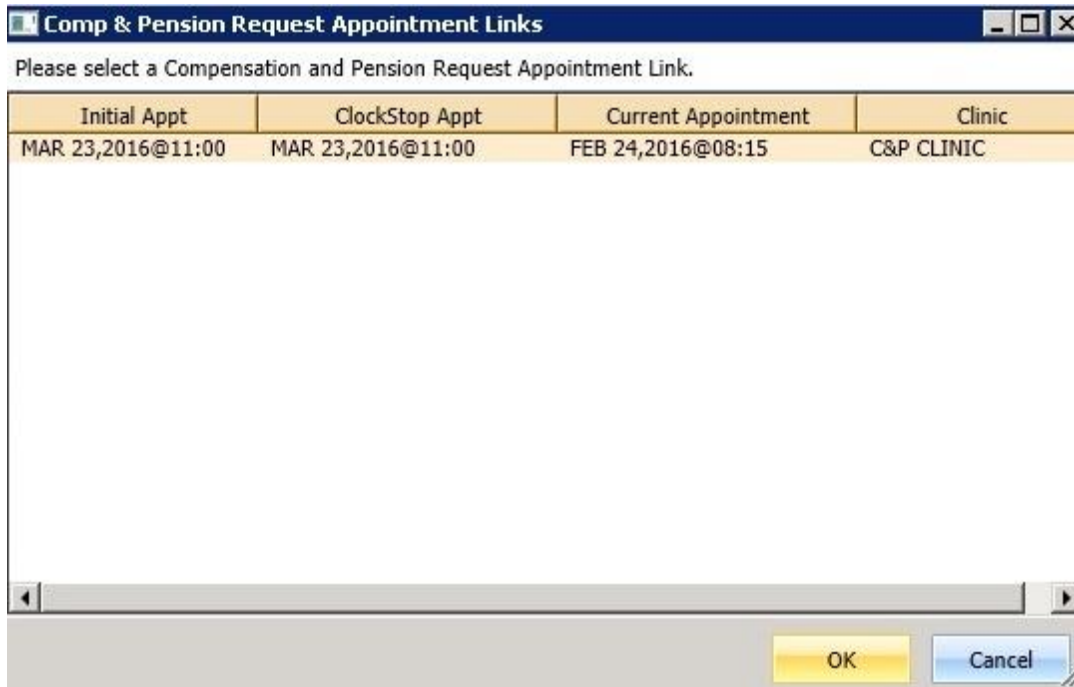 Comp & Pension Request Appointment Links
Please select a Compensation and Pension Request Appointment Link.
Initial Appt ClockStop Appt Current Appointment Clinic
MAR 23,2016@11:00 MAR 23,2016@11:00 FEB 24,2016@08:15 C&P CLINIC
OK Cancel